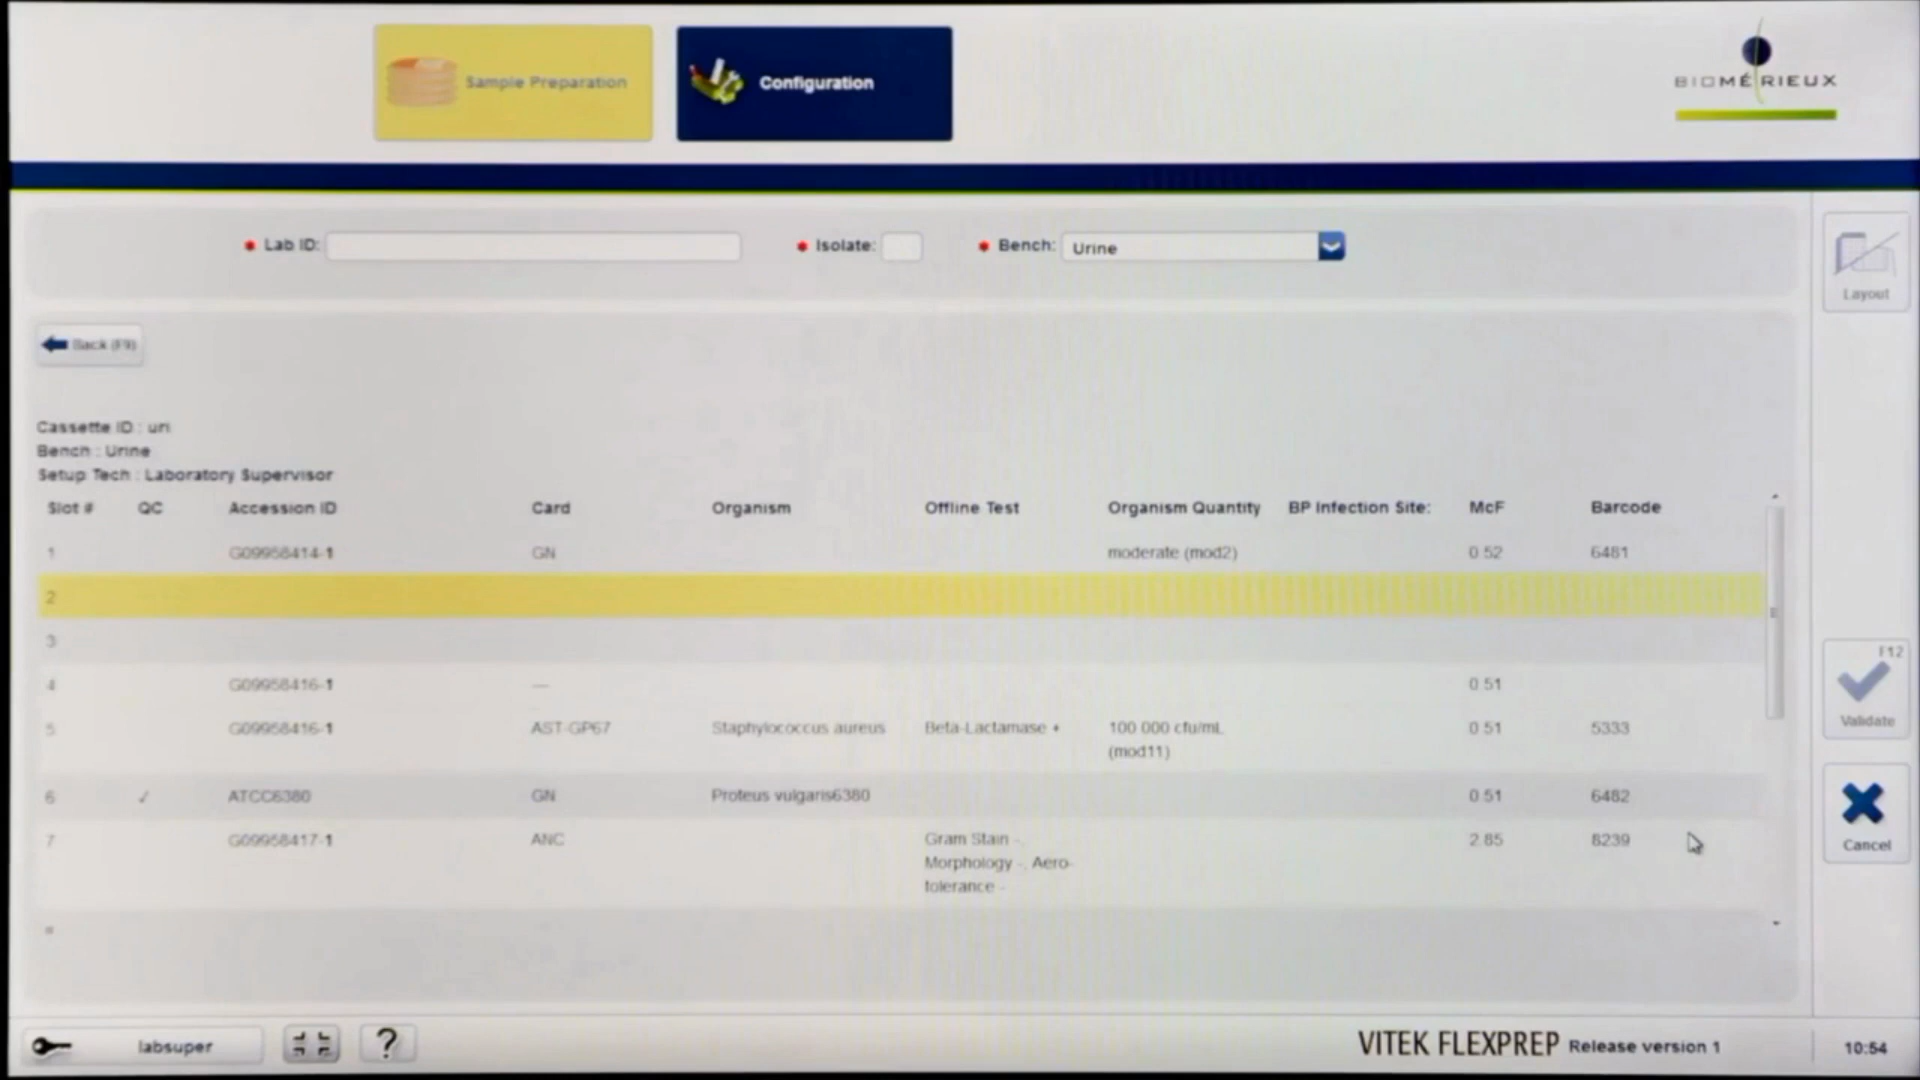 Sample Preparation
Configuration
BIOMÉRIEUX
Lab ID:
Isolate:
Bench: Urine
Layout
Back (F9)
Cassette ID : uri
Bench : Urine
Setup Tech : Laboratory Supervisor
Slot # QC Accession ID Card Organism Offline Test Organism Quantity BP Infection Site: McF Barcode
1 G09958414-1 GN moderate (mod2) 0.52 6481
2
3
4 G09958416-1 — 0.51
5 G09958416-1 AST-GP67 Staphylococcus aureus Beta-Lactamase + 100 000 cfu/mL (mod11) 0.51 5333
6 ✓ ATCC6380 GN Proteus vulgaris6380 0.51 6482
7 G09958417-1 ANC Gram Stain -, Morphology -, Aero-tolerance - 2.85 8239
F12
Validate
Cancel
labsuper
?
VITEK FLEXPREP Release version 1
10:54